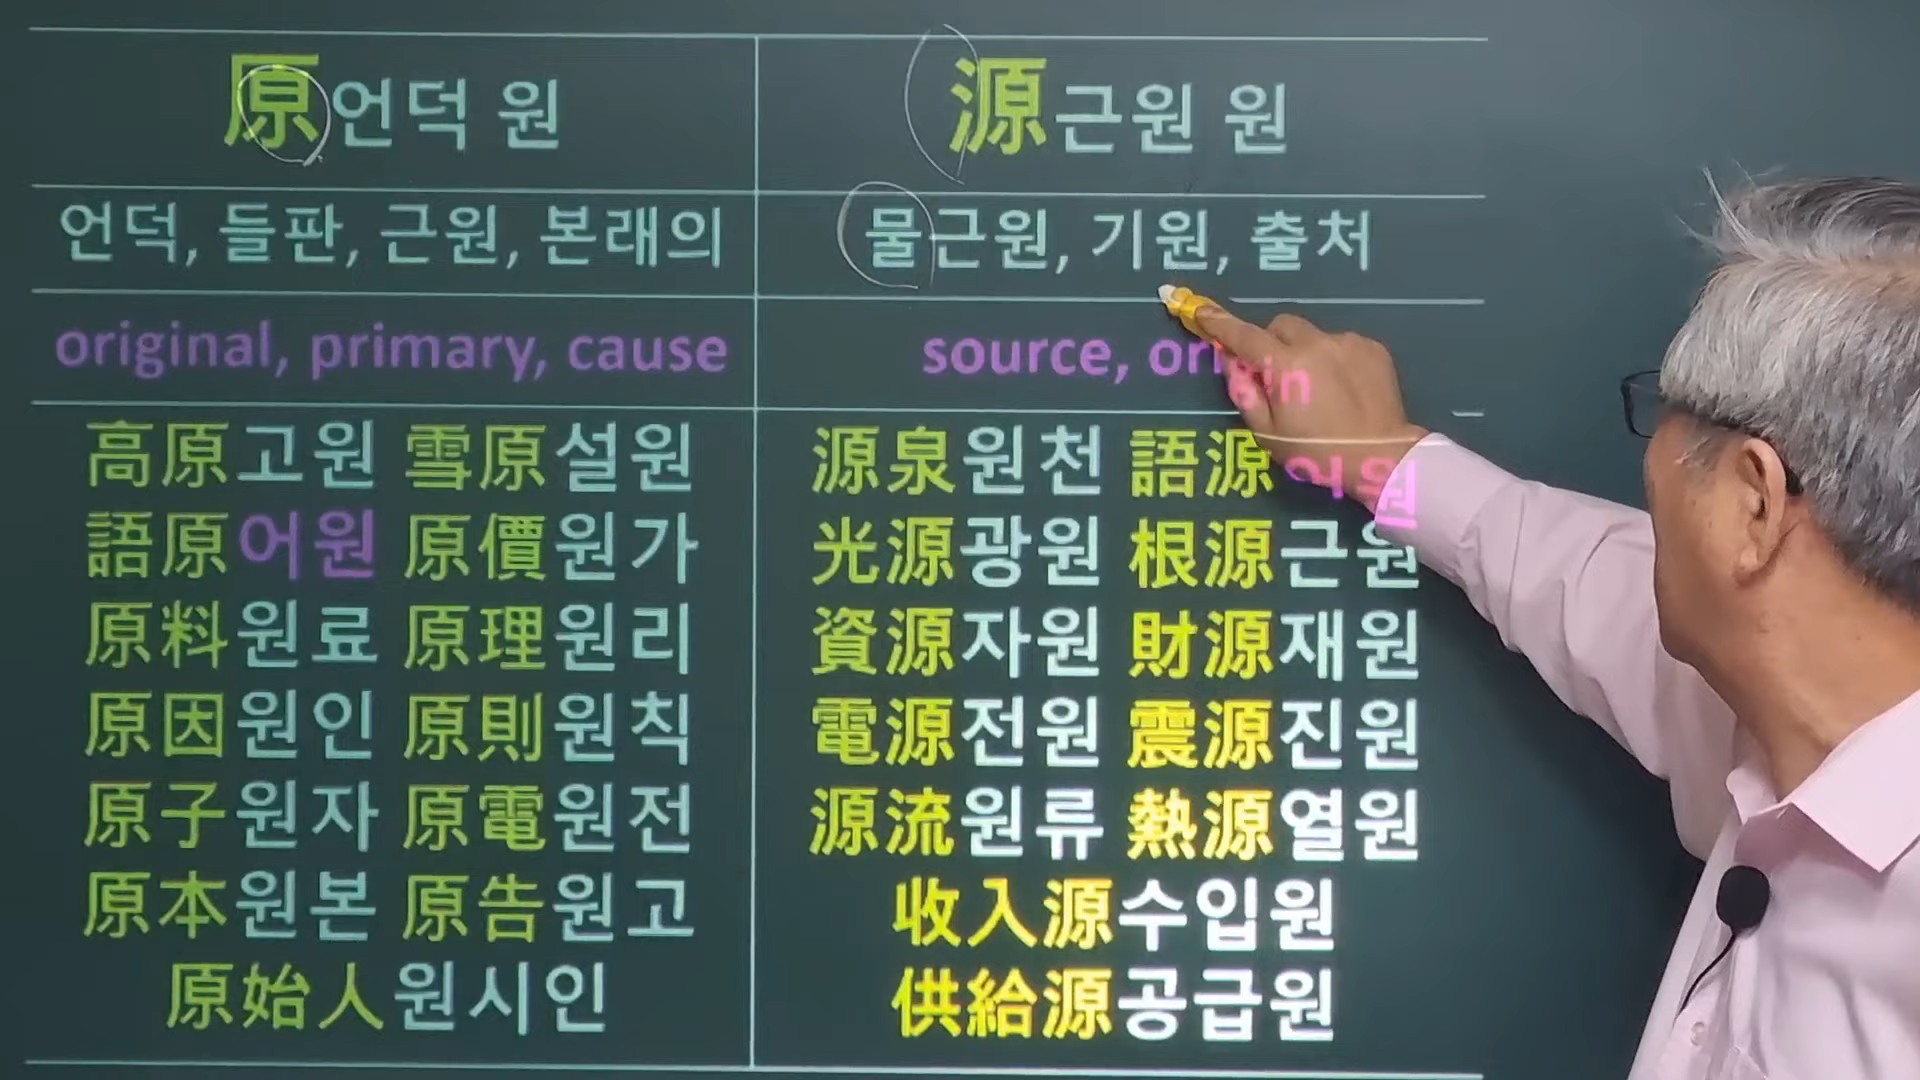 原언덕 원
源근원 원
언덕, 들판, 근원, 본래의
물근원, 기원, 출처
original, primary, cause
source, origin
高原고원 雪原설원
語原어원 原價원가
原料원료 原理원리
原因원인 原則원칙
原子원자 原電원전
原本원본 原告원고
原始人원시인
源泉원천 語源어원
光源광원 根源근원
資源자원 財源재원
電源전원 震源진원
源流원류 熱源열원
收入源수입원
供給源공급원